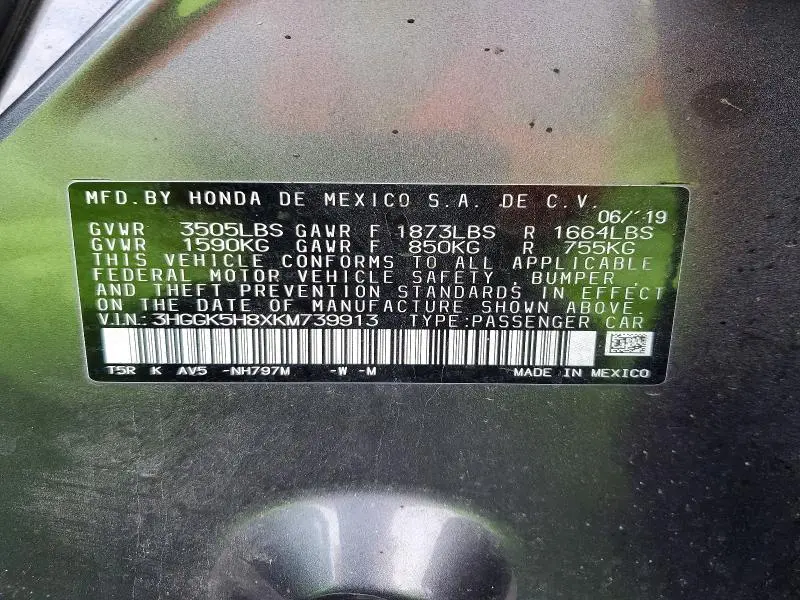 MFD. BY HONDA DE MEXICO S.A. DE C.V.
06/'19
GVWR 3505LBS GAWR F 1873LBS R 1664LBS
GVWR 1590KG GAWR F 850KG R 755KG
THIS VEHICLE CONFORMS TO ALL APPLICABLE
FEDERAL MOTOR VEHICLE SAFETY, BUMPER,
AND THEFT PREVENTION STANDARDS IN EFFECT
ON THE DATE OF MANUFACTURE SHOWN ABOVE.
V.I.N.: 3HGGK5H8XKM739913 TYPE:PASSENGER CAR
T5R K AV5 -NH797M -W -M MADE IN MEXICO